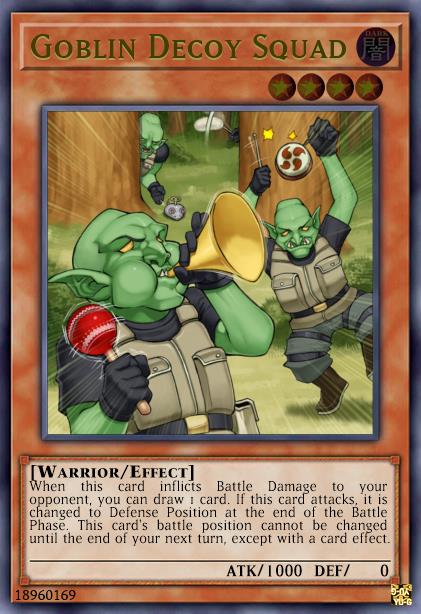 GOBLIN DECOY SQUAD
DARK
闇
[WARRIOR/EFFECT]
When this card inflicts Battle Damage to your
opponent, you can draw 1 card. If this card attacks, it is
changed to Defense Position at the end of the Battle
Phase. This card's battle position cannot be changed
until the end of your next turn, except with a card effect.
ATK/1000 DEF/ 0
18960169